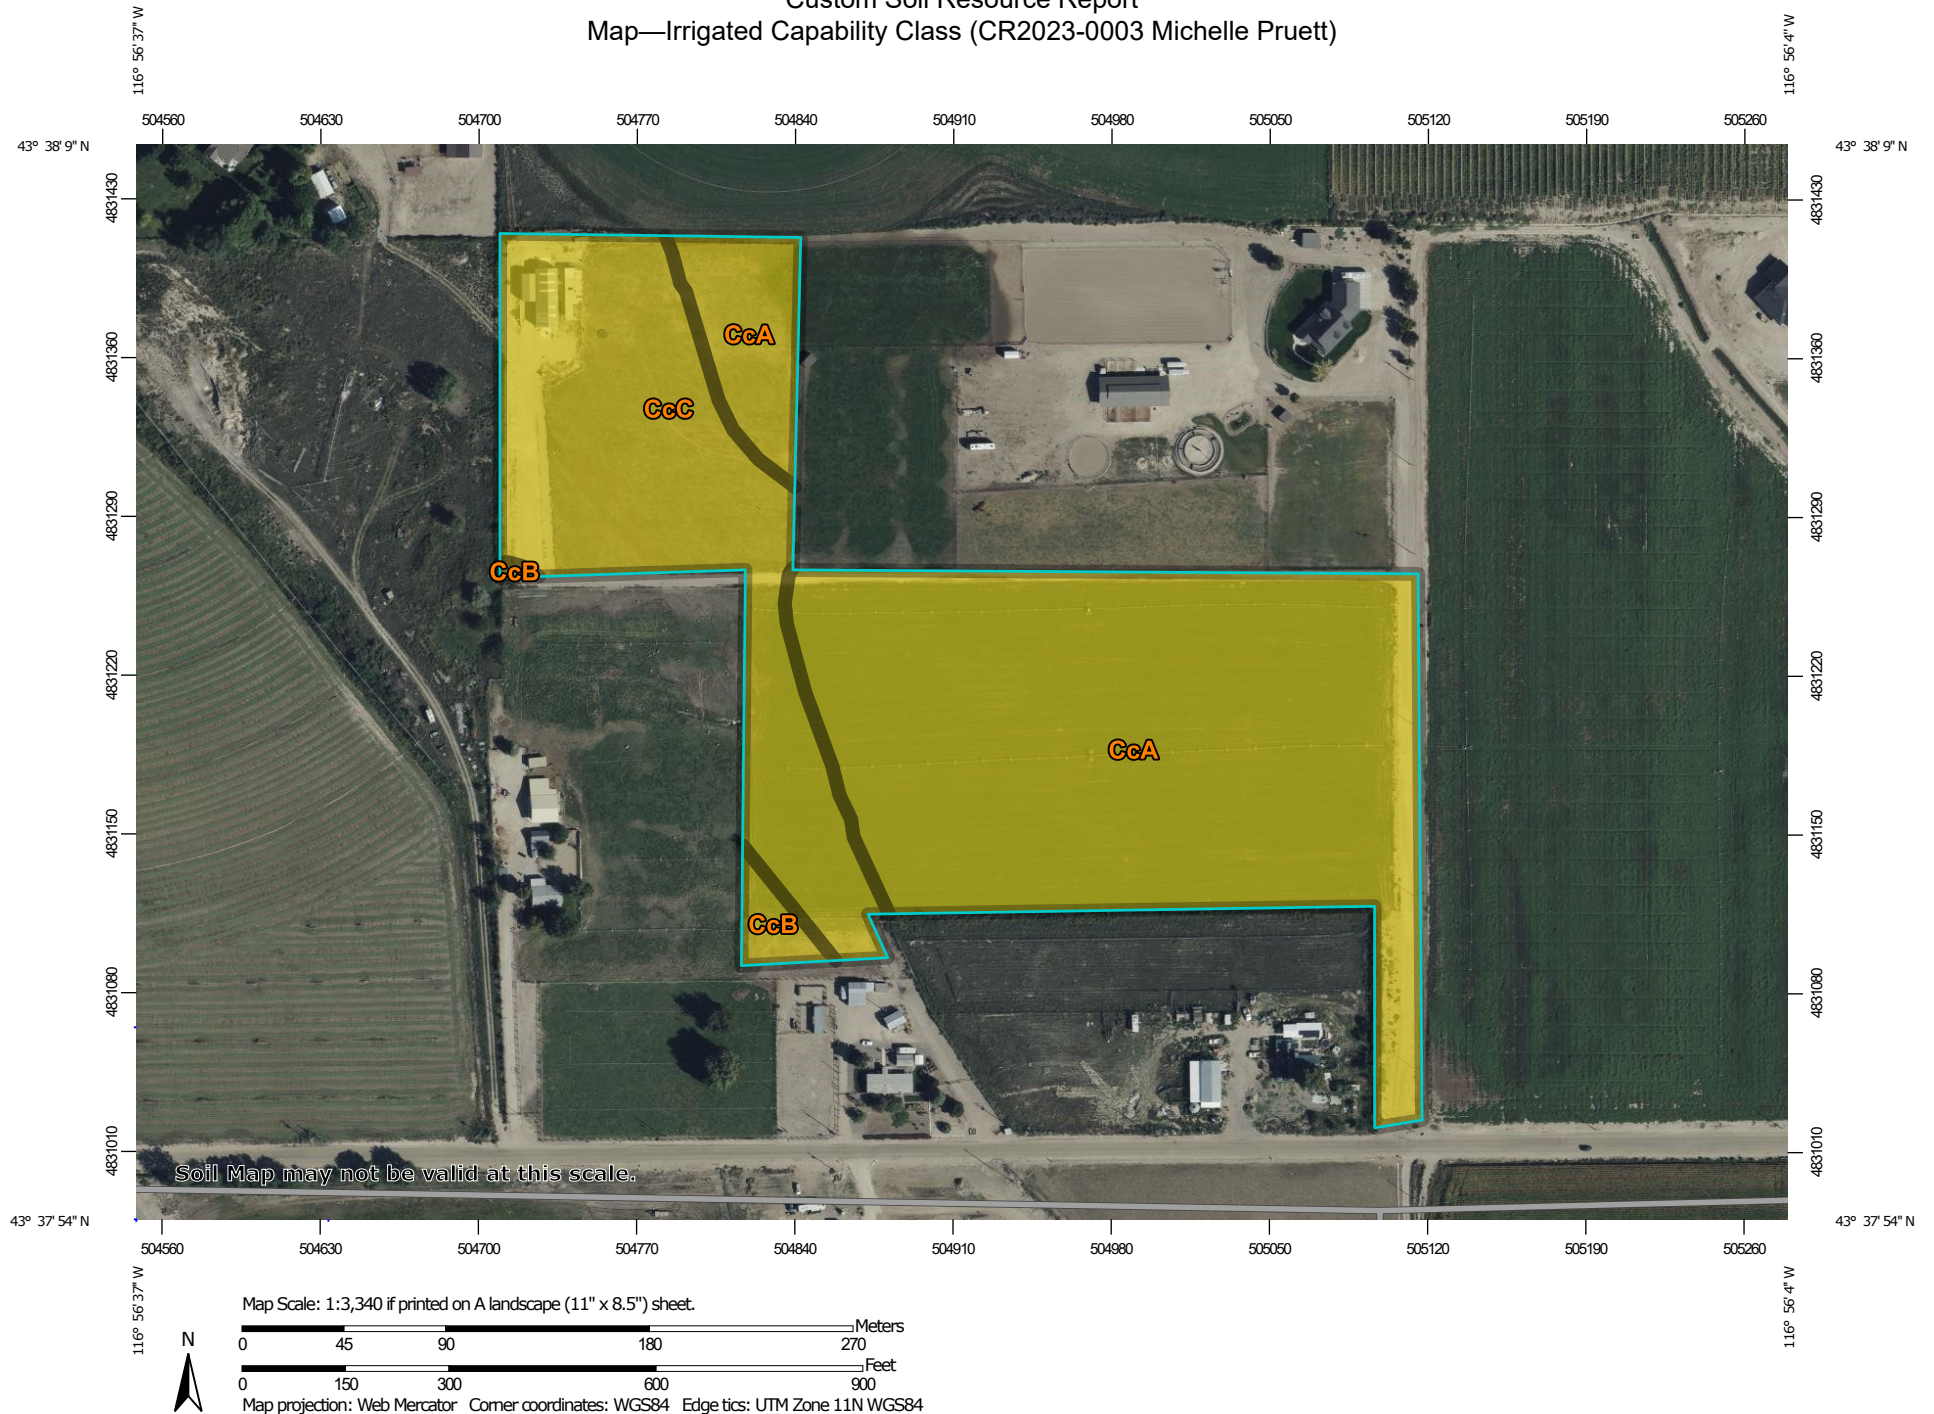 Custom Soil Resource Report
Map—Irrigated Capability Class (CR2023-0003 Michelle Pruett)
116° 56' 37" W
116° 56' 4" W
504560 504630 504700 504770 504840 504910 504980 505050 505120 505190 505260
43° 38' 9" N
43° 38' 9" N
4831430
4831430
4831360
4831360
4831290
4831290
4831220
4831220
4831150
4831150
4831080
4831080
4831010
4831010
CcA
CcC
CcB
CcA
CcB
Soil Map may not be valid at this scale.
43° 37' 54" N
43° 37' 54" N
504560 504630 504700 504770 504840 504910 504980 505050 505120 505190 505260
116° 56' 37" W
116° 56' 4" W
Map Scale: 1:3,340 if printed on A landscape (11" x 8.5") sheet.
Meters
0 45 90 180 270
Feet
0 150 300 600 900
N
Map projection: Web Mercator Corner coordinates: WGS84 Edge tics: UTM Zone 11N WGS84